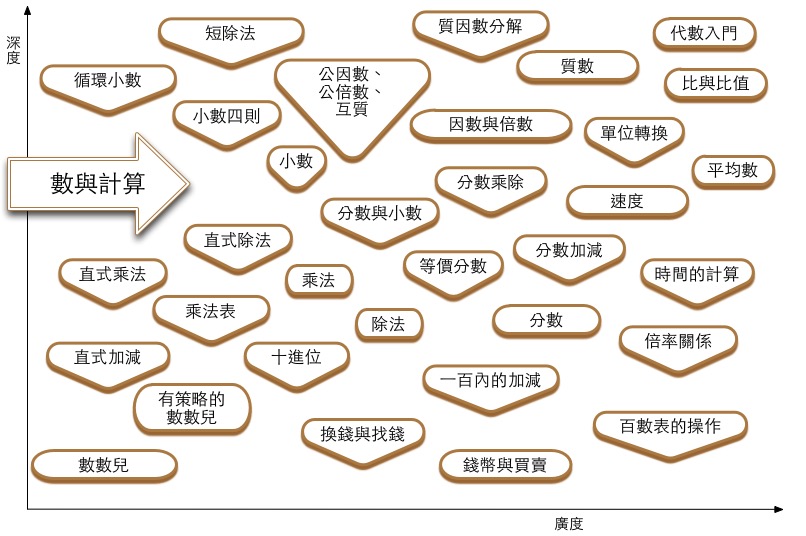 深度
短除法
質因數分解
代數入門
循環小數
公因數、
公倍數、
互質
質數
比與比值
小數四則
因數與倍數
單位轉換
小數
平均數
數與計算
分數乘除
速度
分數與小數
直式除法
分數加減
直式乘法
乘法
等價分數
時間的計算
乘法表
除法
分數
倍率關係
直式加減
十進位
一百內的加減
有策略的
數數兒
換錢與找錢
百數表的操作
數數兒
錢幣與買賣
廣度